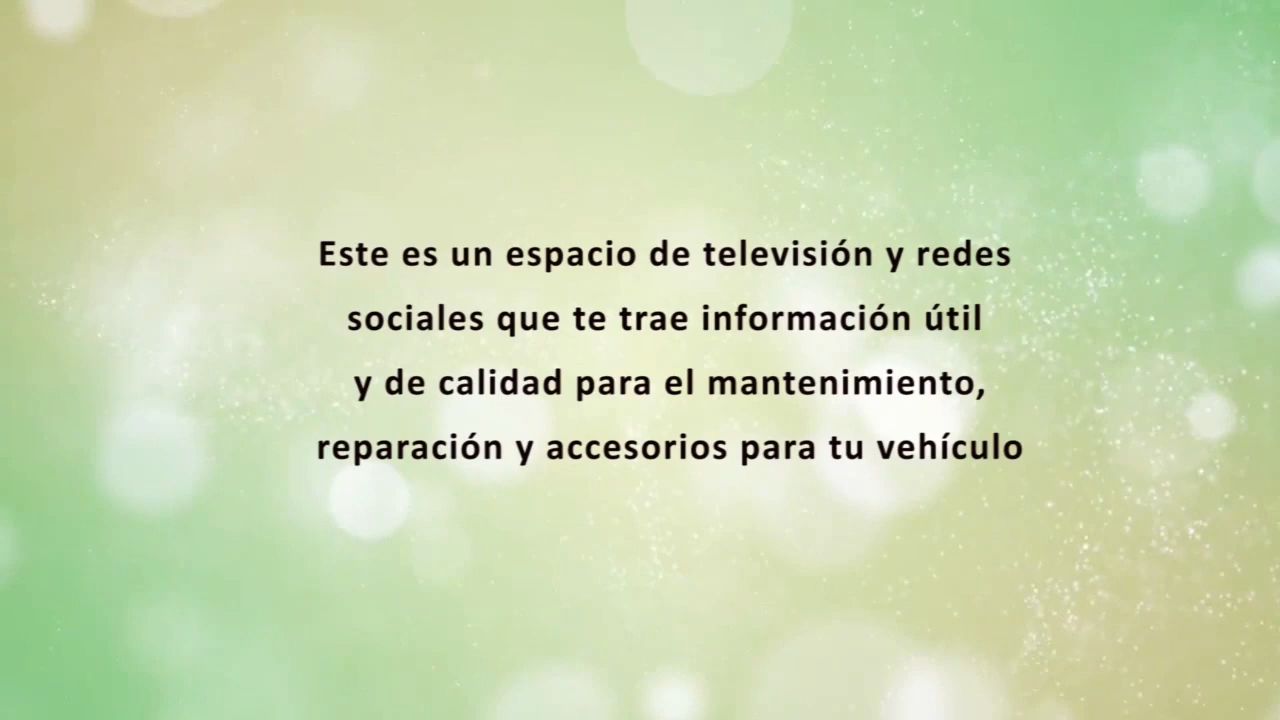 Este es un espacio de televisión y redes
sociales que te trae información útil
y de calidad para el mantenimiento,
reparación y accesorios para tu vehículo